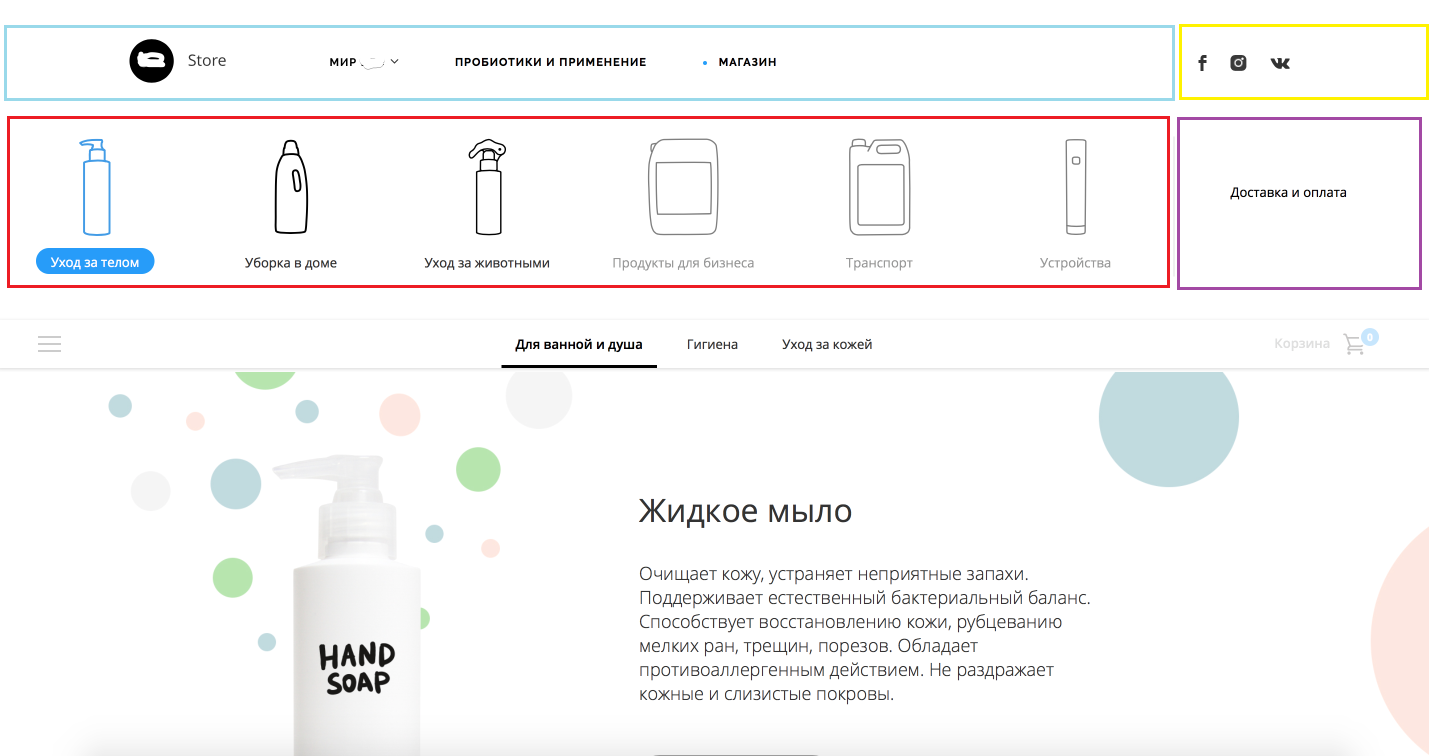 Store
МИР
ПРОБИОТИКИ И ПРИМЕНЕНИЕ
МАГАЗИН
Уход за телом
Уборка в доме
Уход за животными
Продукты для бизнеса
Транспорт
Устройства
Доставка и оплата
Для ванной и душа
Гигиена
Уход за кожей
Корзина
0
Жидкое мыло
Очищает кожу, устраняет неприятные запахи.
Поддерживает естественный бактериальный баланс.
Способствует восстановлению кожи, рубцеванию
мелких ран, трещин, порезов. Обладает
противоаллергенным действием. Не раздражает
кожные и слизистые покровы.
HAND
SOAP